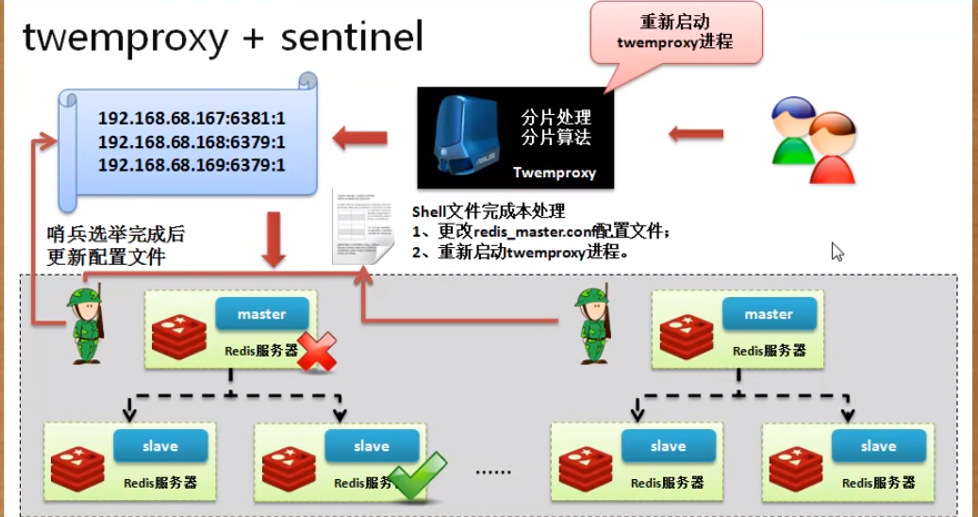 twemproxy + sentinel
重新启动
twemproxy进程
192.168.68.167:6381:1
192.168.68.168:6379:1
192.168.68.169:6379:1
分片处理
分片算法
Twemproxy
Shell文件完成本处理
1、更改redis_master.conf配置文件；
2、重新启动twemproxy进程。
哨兵选举完成后
更新配置文件
master
Redis服务器
master
Redis服务器
slave
Redis服务器
slave
Redis服
......
slave
Redis服务器
slave
Redis服务器